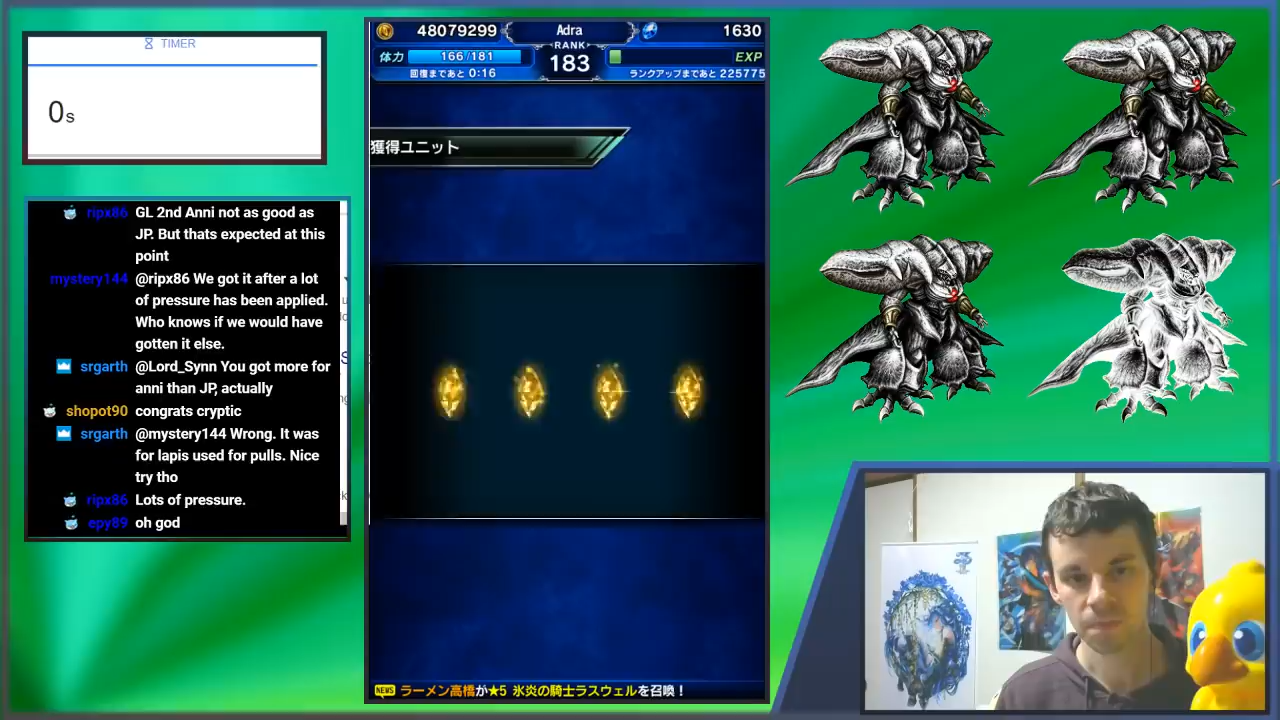 TIMER
0s
ripx86 GL 2nd Anni not as good as
JP. But thats expected at this
point
mystery144 @ripx86 We got it after a lot
of pressure has been applied.
Who knows if we would have
gotten it else.
srgarth @Lord_Synn You got more for
anni than JP, actually
shopot90 congrats cryptic
srgarth @mystery144 Wrong. It was
for lapis used for pulls. Nice
try tho
ripx86 Lots of pressure.
epy89 oh god
48079299 Adra 1630
体力 166/181 RANK 183 EXP
回復まであと 0:16 ランクアップまであと 225775
獲得ユニット
NEWS ラーメン高橋が★5 氷炎の騎士ラスウェルを召喚！